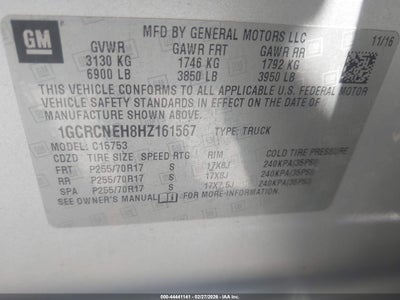 GM
MFD BY GENERAL MOTORS LLC
11/16
GVWR GAWR FRT GAWR RR
3130 KG 1746 KG 1792 KG
6900 LB 3850 LB 3950 LB
THIS VEHICLE CONFORMS TO ALL APPLICABLE
U.S. FEDERAL MOTOR VEHICLE SAFETY STANDARDS IN EFFECT ON THE DATE OF
MANUFACTURE SHOWN ABOVE.
1GCRCNEH8HZ161567 TYPE: TRUCK
MODEL: C15753
CDZD TIRE SIZE SPEED RTG RIM COLD TIRE PRESSURE
FRT P255/70R17 S 17X8J 240KPA(35PSI)
RR P255/70R17 S 17X8J 240KPA(35PSI)
SPA P255/70R17 S 17X7.5J 240KPA(35PSI)
SEE OWNER'S MANUAL
000-44441141 - 02/27/2026 - IAA, Inc.